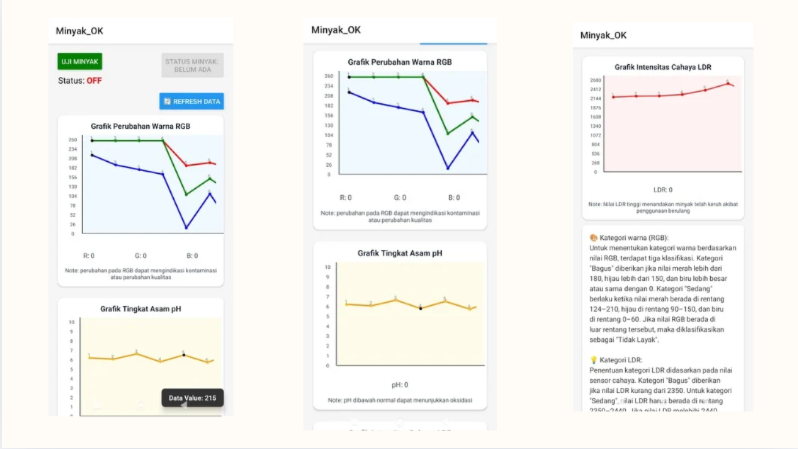 Minyak_OK
UJI MINYAK
STATUS MINYAK:
BELUM ADA
Status: OFF
REFRESH DATA
Grafik Perubahan Warna RGB
260
234
208
182
156
130
104
78
52
26
0
R: 0 G: 0 B: 0
Note: perubahan pada RGB dapat mengindikasi kontaminasi
atau perubahan kualitas
Grafik Tingkat Asam pH
10
9
8
7
6
5
4
3
2
1
0
Data Value: 215
Minyak_OK
Grafik Perubahan Warna RGB
260
234
208
182
156
130
104
78
52
26
0
R: 0 G: 0 B: 0
Note: perubahan pada RGB dapat mengindikasi kontaminasi
atau perubahan kualitas
Grafik Tingkat Asam pH
10
9
8
7
6
5
4
3
2
1
0
pH: 0
Note: pH dibawah normal dapat menunjukkan oksidasi
Minyak_OK
Grafik Intensitas Cahaya LDR
2680
2412
2144
1876
1608
1340
1072
804
536
268
0
LDR: 0
Note: Nilai LDR tinggi menandakan minyak telah keruh akibat
penggunaan berulang
Kategori warna (RGB):
Untuk menentukan kategori warna berdasarkan
nilai RGB, terdapat tiga klasifikasi. Kategori
"Bagus" diberikan jika nilai merah lebih dari
180, hijau lebih dari 150, dan biru lebih besar
atau sama dengan 0. Kategori "Sedang"
berlaku ketika nilai merah berada di rentang
124–210, hijau di rentang 90–150, dan biru
di rentang 0–60. Jika nilai RGB berada di
luar rentang tersebut, maka diklasifikasikan
sebagai "Tidak Layak".
Kategori LDR:
Penentuan kategori LDR didasarkan pada nilai
sensor cahaya. Kategori "Bagus" diberikan
jika nilai LDR kurang dari 2350. Untuk kategori
"Sedang", nilai LDR harus berada di rentang
2350–2440. Jika nilai LDR melebihi 2440,